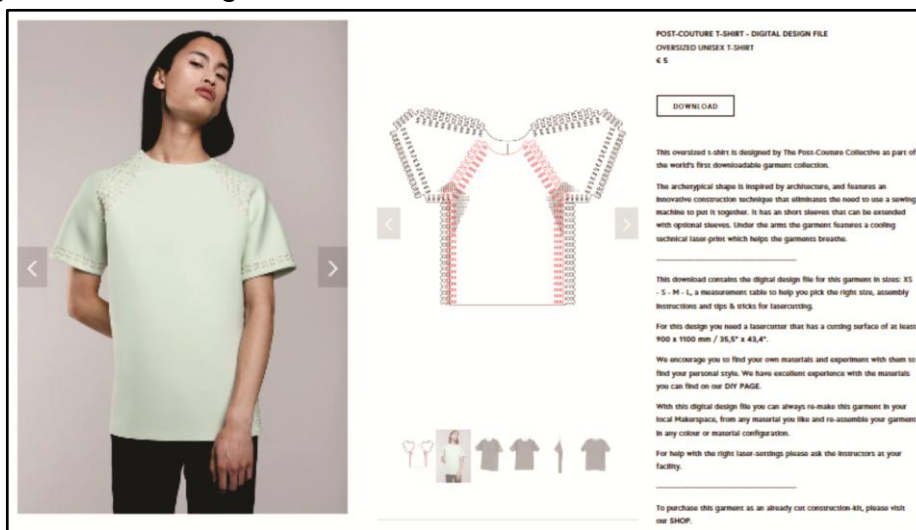 POST-COUTURE T-SHIRT - DIGITAL DESIGN FILE
OVERSIZED UNISEX T-SHIRT
€ 5
DOWNLOAD
This oversized t-shirt is designed by The Post-Couture Collective as part of
the world's first downloadable garment collection.
The archetypical shape is inspired by architecture, and features an
innovative construction technique that eliminates the need to use a sewing
machine to put it together. It has an short sleeves that can be extended
with optional sleeves. Under the arms the garment features a cooling
technical laser-print which helps the garments breathe.
This download contains the digital design file for this garment in sizes: XS
- S - M - L, a measurement table to help you pick the right size, assembly
instructions and tips & tricks for lasercutting.
For this design you need a lasercutter that has a cutting surface of at least
900 x 1100 mm / 35,5" x 43,4".
We encourage you to find your own materials and experiment with them to
find your personal style. We have excellent experience with the materials
you can find on our DIY PAGE.
With this digital design file you can always re-make this garment in your
local Makerspace, from any material you like and re-assemble your garment
in any colour or material configuration.
For help with the right laser-settings please ask the instructors at your
facility.
To purchase this garment as an already cut construction-kit, please visit
our SHOP.